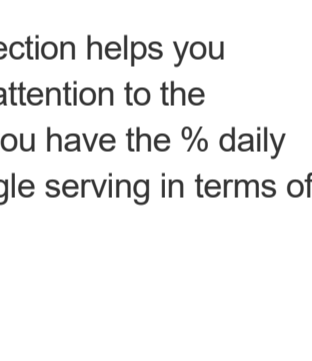 ection helps you
attention to the
ou have the % daily
gle serving in terms of